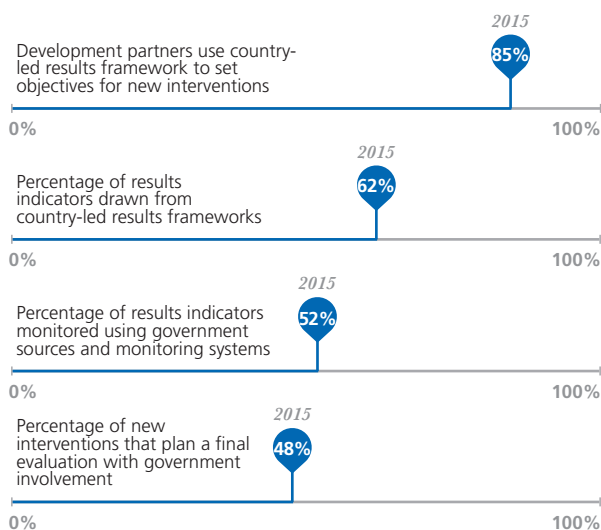 2015
Development partners use country-
led results framework to set
objectives for new interventions
85%
0%
100%
2015
Percentage of results
indicators drawn from
country-led results frameworks
62%
0%
100%
2015
Percentage of results indicators
monitored using government
sources and monitoring systems
52%
0%
100%
2015
Percentage of new
interventions that plan a final
evaluation with government
involvement
48%
0%
100%